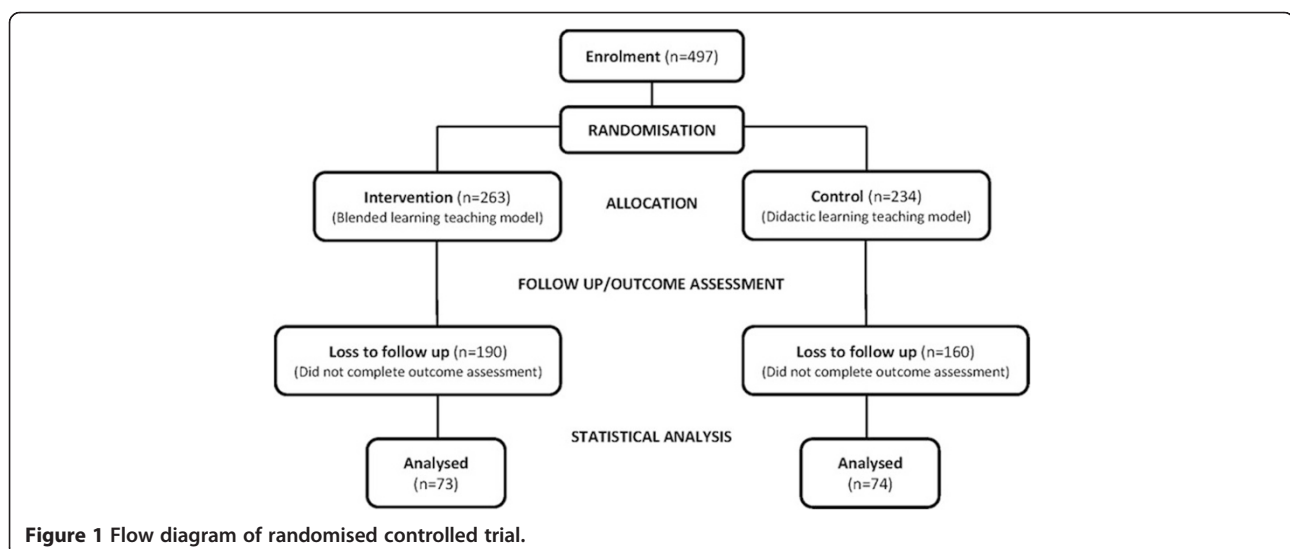 Enrolment (n=497)
RANDOMISATION
Intervention (n=263)
(Blended learning teaching model)
ALLOCATION
Control (n=234)
(Didactic learning teaching model)
FOLLOW UP/OUTCOME ASSESSMENT
Loss to follow up (n=190)
(Did not complete outcome assessment)
Loss to follow up (n=160)
(Did not complete outcome assessment)
STATISTICAL ANALYSIS
Analysed
(n=73)
Analysed
(n=74)
Figure 1 Flow diagram of randomised controlled trial.